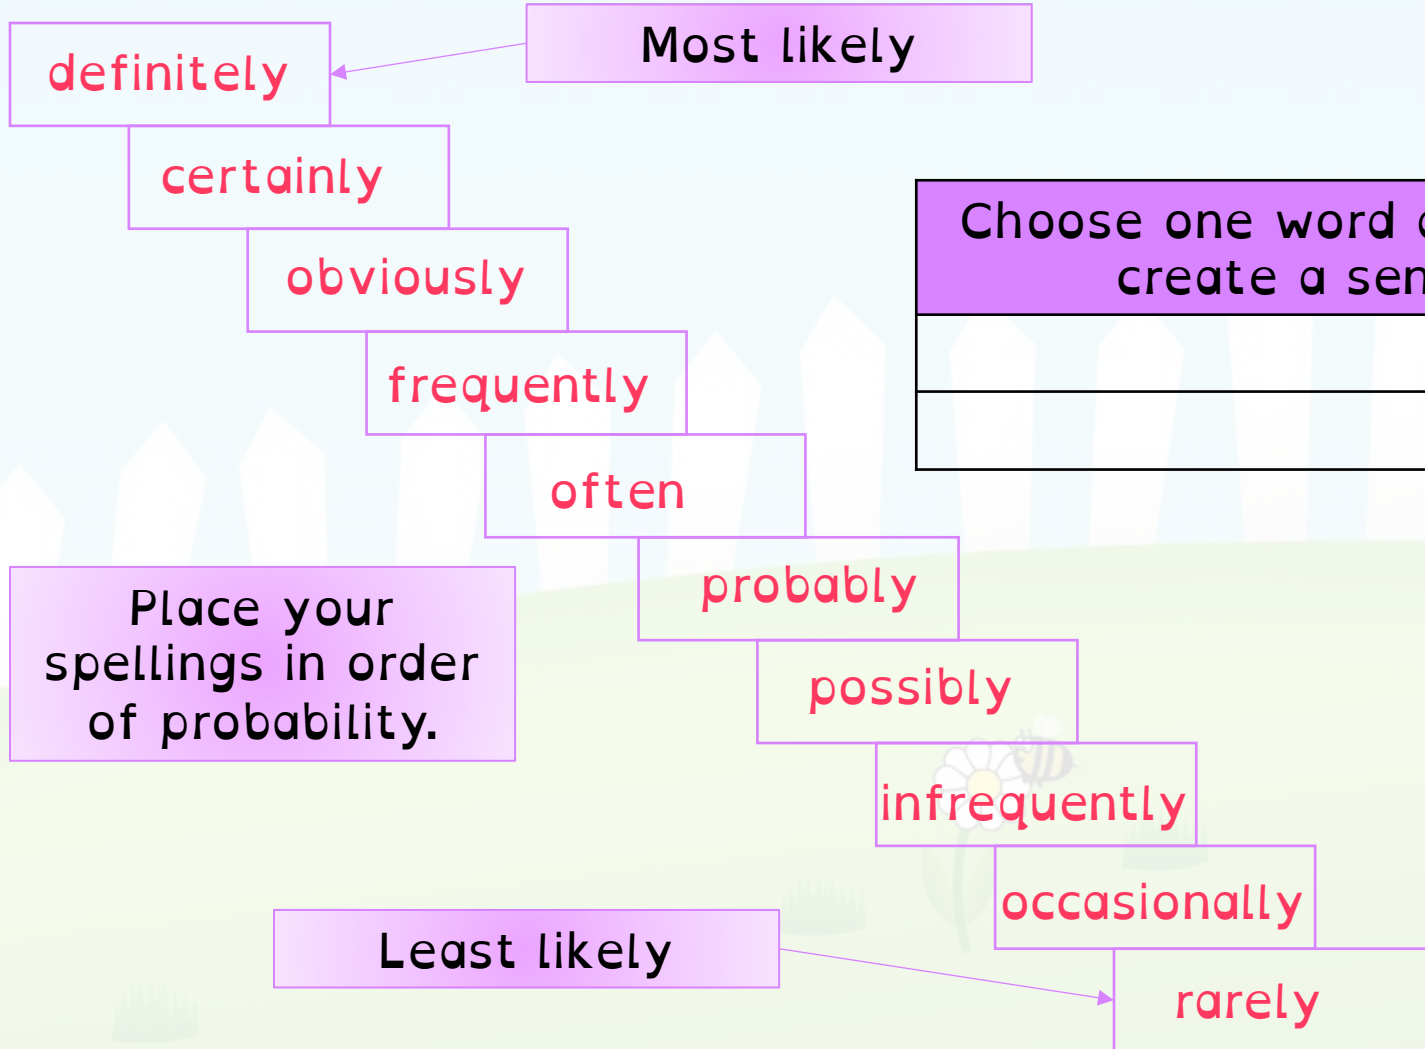 Most likely
definitely
certainly
Choose one word
create a sen
obviously
frequently
often
probably
Place your
spellings in order
of probability.
possibly
infrequently
occasionally
Least likely
rarely